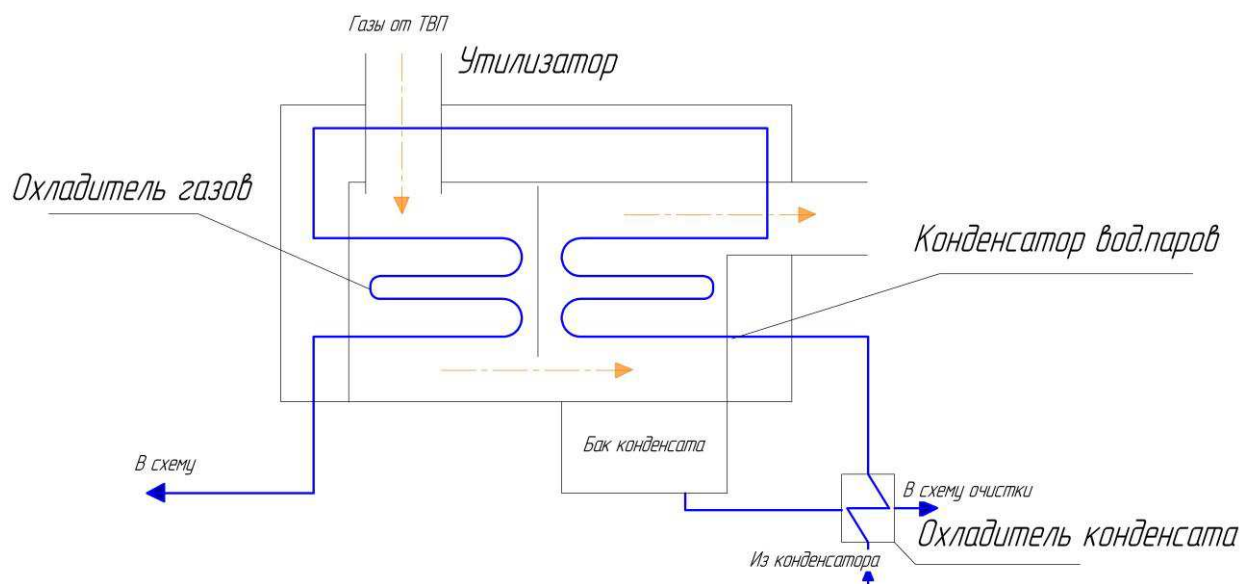 Газы от ТВП
Утилизатор
Охладитель газов
Конденсатор вод.паров
Бак конденсата
В схему
В схему очистки
Охладитель конденсата
Из конденсатора